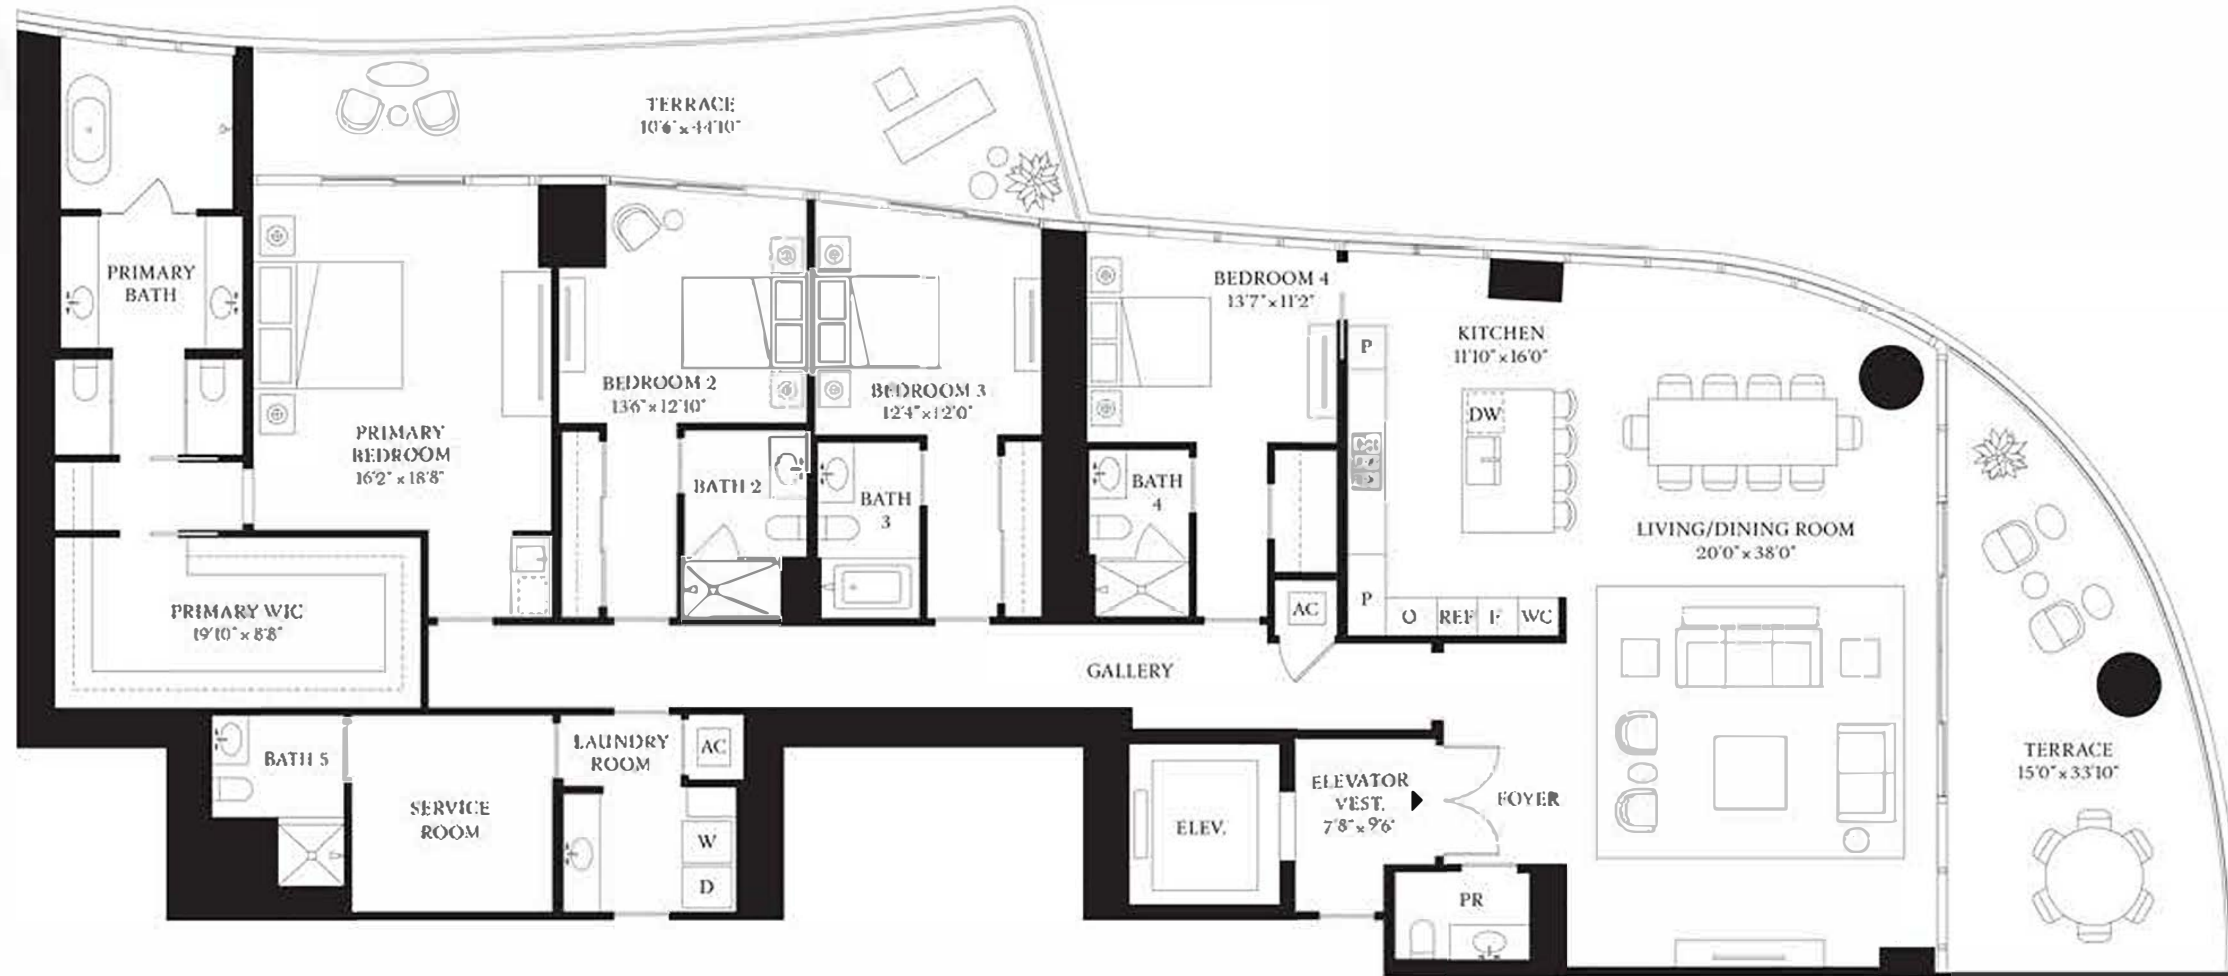 TERRACE
10'6" x 44'10"
PRIMARY
BATH
BEDROOM 4
13'7" x 11'2"
KITCHEN
11'10" x 16'0"
P
BEDROOM 2
13'6" x 12'10"
BEDROOM 3
12'4" x 12'0"
DW
PRIMARY
BEDROOM
16'2" x 18'8"
BATH 2
BATH
3
BATH
4
LIVING/DINING ROOM
20'0" x 38'0"
PRIMARY WIC
19'10" x 8'8"
AC
P
O
REF
F
WC
GALLERY
BATH 5
LAUNDRY
ROOM
AC
SERVICE
ROOM
W
D
ELEV.
ELEVATOR
VEST.
7'8" x 9'6"
FOYER
TERRACE
15'0" x 33'10"
PR